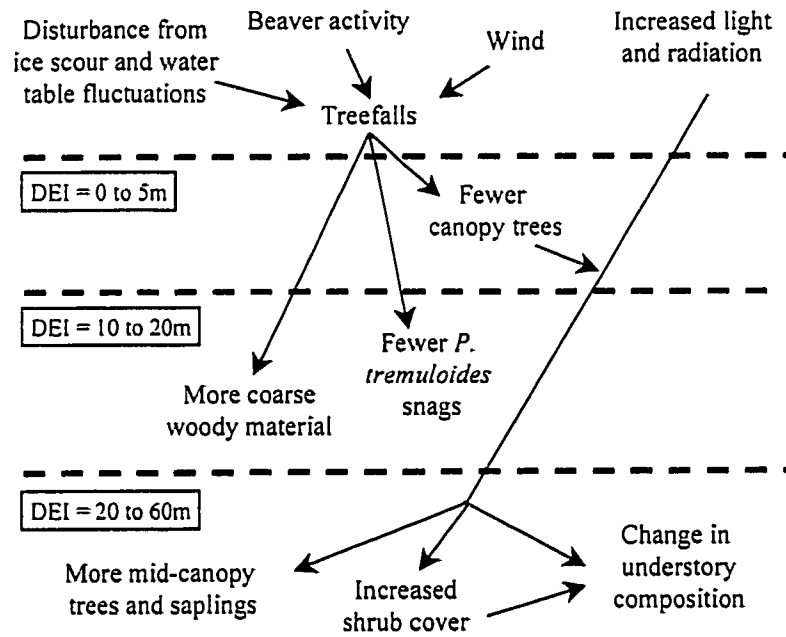 Disturbance from
ice scour and water
table fluctuations
Beaver activity
Wind
Increased light
and radiation
Treefalls
DEI = 0 to 5m
Fewer
canopy trees
DEI = 10 to 20m
Fewer P.
tremuloides
snags
More coarse
woody material
DEI = 20 to 60m
More mid-canopy
trees and saplings
Increased
shrub cover
Change in
understory
composition